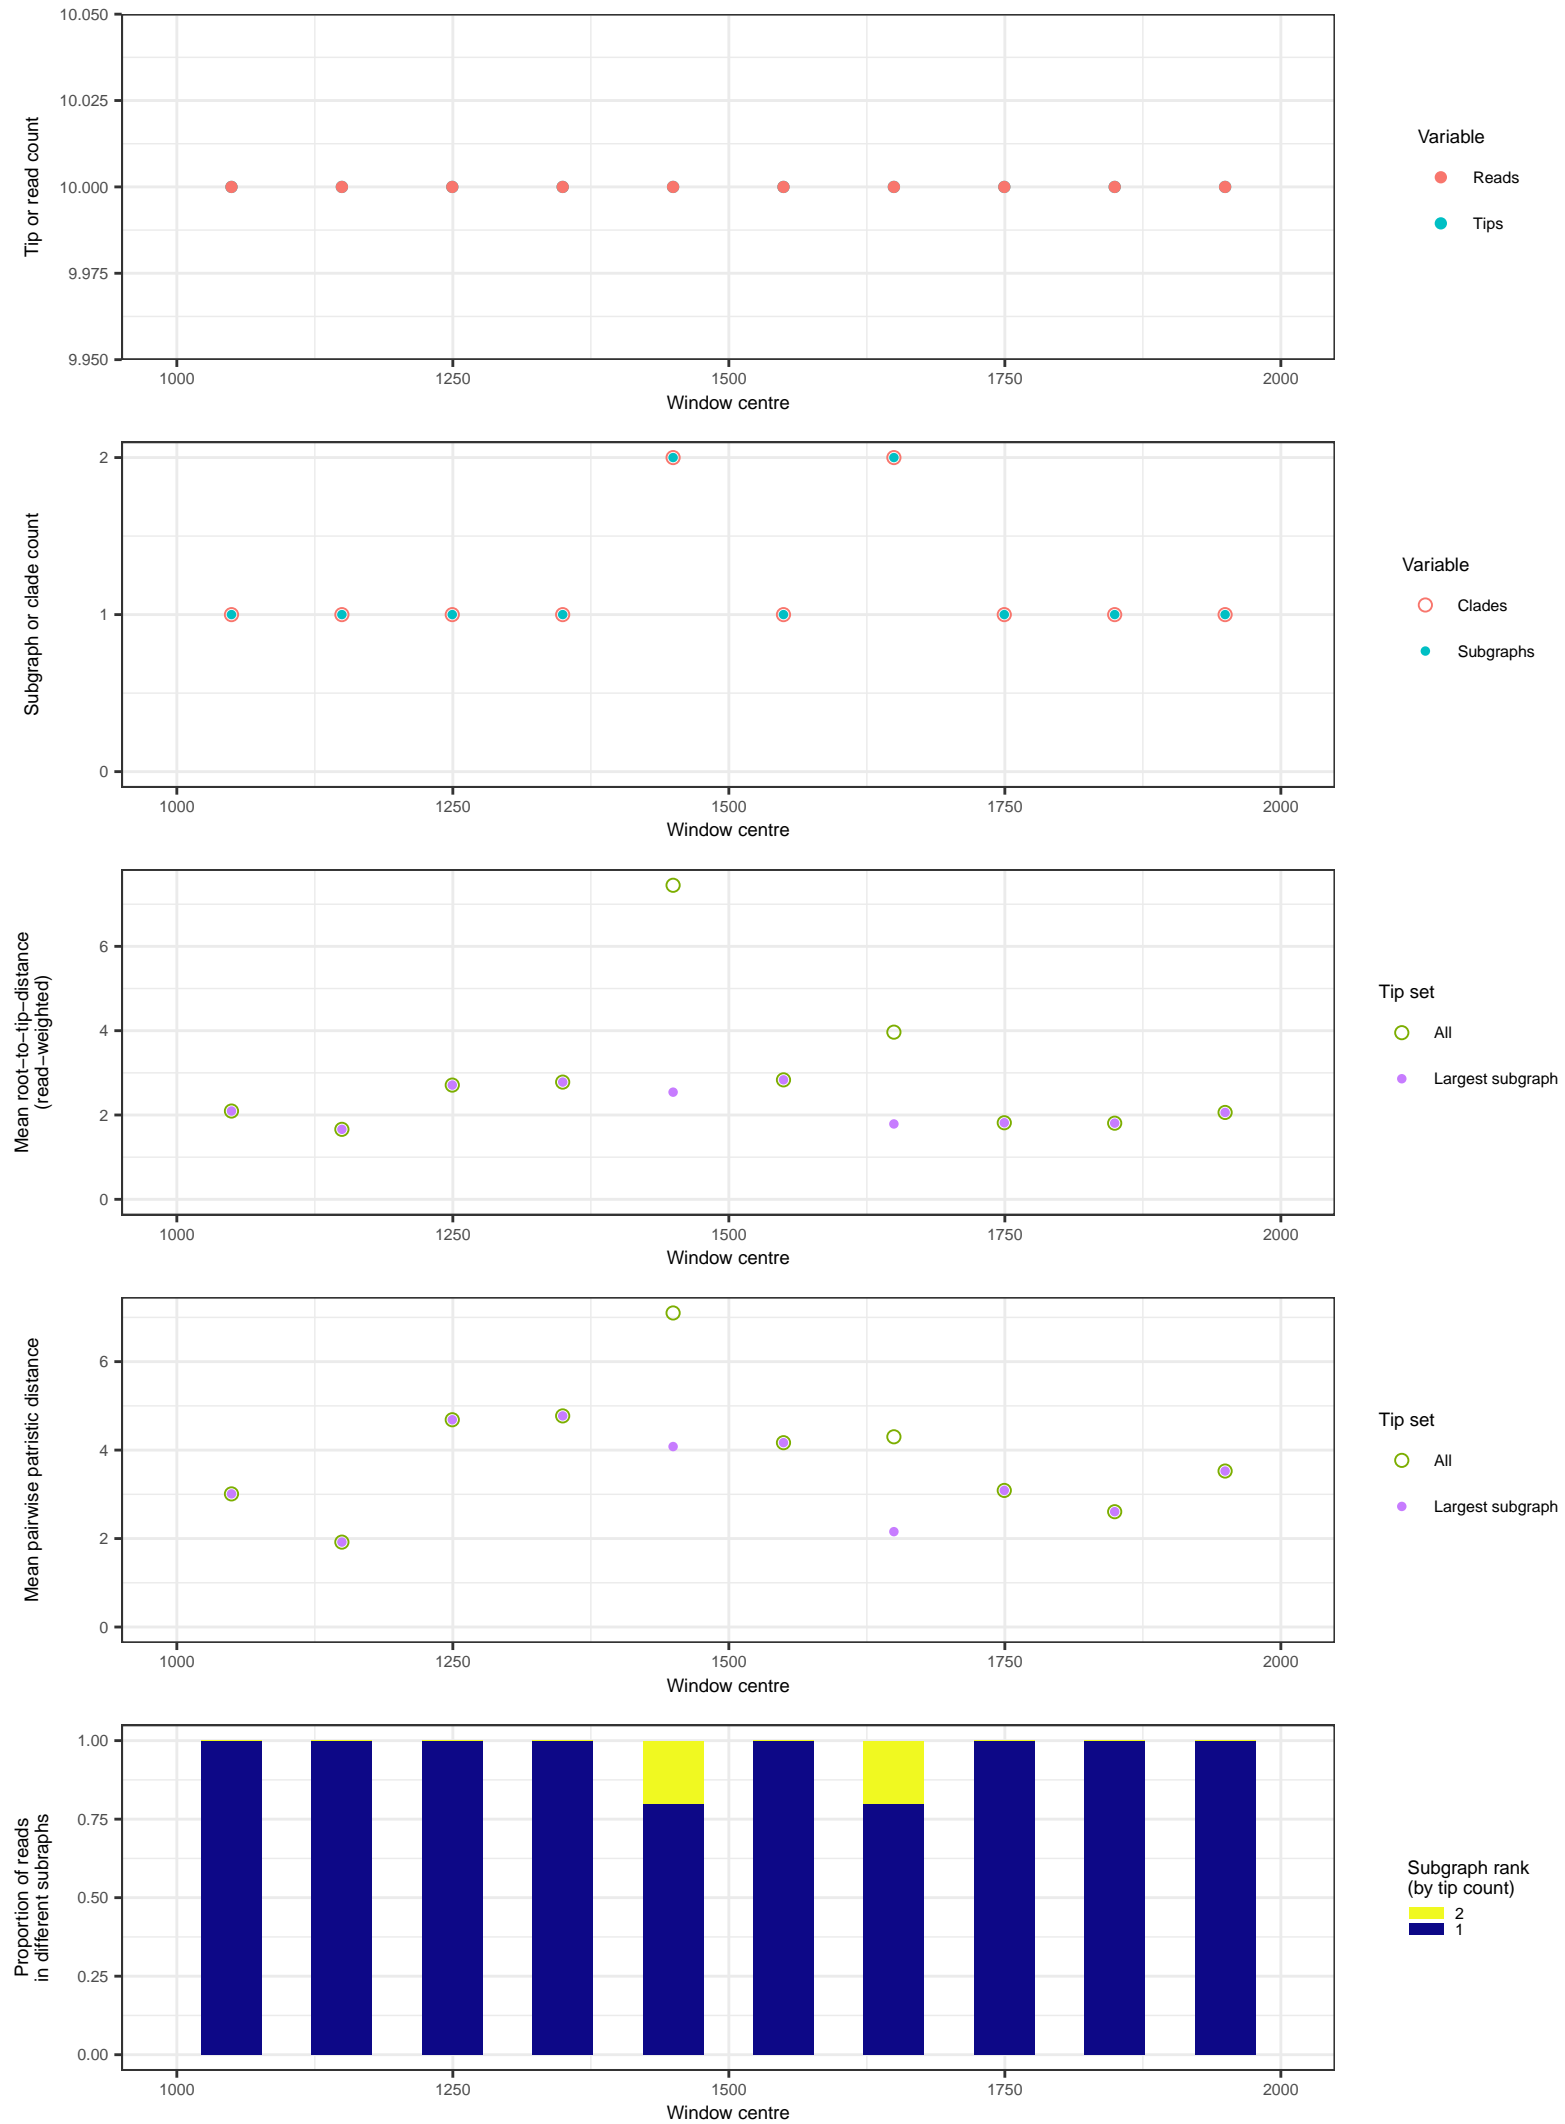 10.050
10.025
10.000
9.975
9.950
Tip or read count
1000 1250 1500 1750 2000
Window centre
Variable
Reads
Tips
2
1
0
Subgraph or clade count
1000 1250 1500 1750 2000
Window centre
Variable
Clades
Subgraphs
6
4
2
0
Mean root−to−tip−distance
(read−weighted)
1000 1250 1500 1750 2000
Window centre
Tip set
All
Largest subgraph
6
4
2
0
Mean pairwise patristic distance
1000 1250 1500 1750 2000
Window centre
Tip set
All
Largest subgraph
1.00
0.75
0.50
0.25
0.00
Proportion of reads
in different subraphs
1000 1250 1500 1750 2000
Window centre
Subgraph rank
(by tip count)
2
1